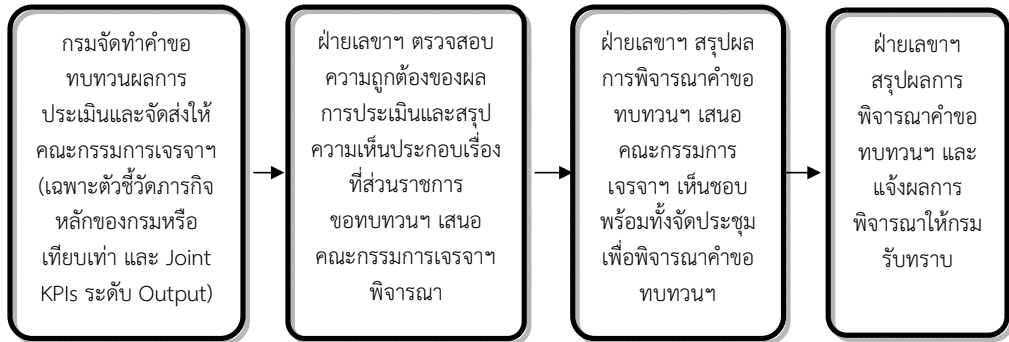 กรมจัดทำคำขอ
ทบทวนผลการ
ประเมินและจัดส่งให้
คณะกรรมการเจรจาฯ
(เฉพาะตัวชี้วัดภารกิจ
หลักของกรมหรือ
เทียบเท่า และ Joint
KPIs ระดับ Output)
ฝ่ายเลขาฯ ตรวจสอบ
ความถูกต้องของผล
การประเมินและสรุป
ความเห็นประกอบเรื่อง
ที่ส่วนราชการ
ขอทบทวนฯ เสนอ
คณะกรรมการเจรจาฯ
พิจารณา
ฝ่ายเลขาฯ สรุปผล
การพิจารณาคำขอ
ทบทวนฯ เสนอ
คณะกรรมการ
เจรจาฯ เห็นชอบ
พร้อมทั้งจัดประชุม
เพื่อพิจารณาคำขอ
ทบทวนฯ
ฝ่ายเลขาฯ
สรุปผลการ
พิจารณาคำขอ
ทบทวนฯ และ
แจ้งผลการ
พิจารณาให้กรม
รับทราบ